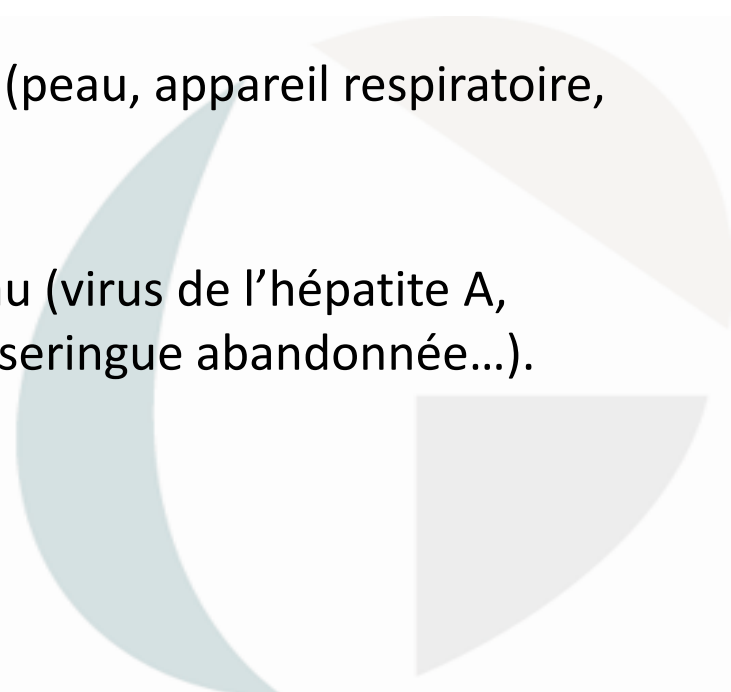 (peau, appareil respiratoire,
(virus de l’hépatite A,
seringue abandonnée…).